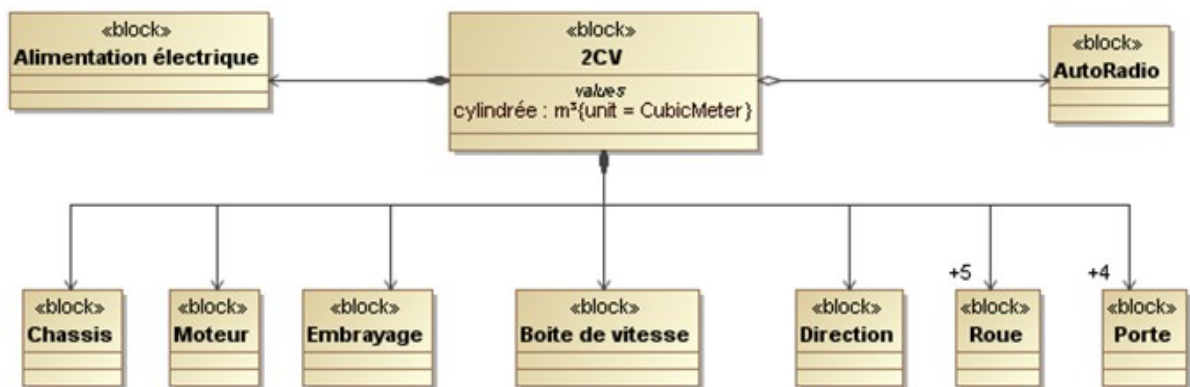 «block»
Alimentation électrique
«block»
2CV
values
cylindrée : m³{unit = CubicMeter}
«block»
AutoRadio
+5
+4
«block»
Chassis
«block»
Moteur
«block»
Embrayage
«block»
Boite de vitesse
«block»
Direction
«block»
Roue
«block»
Porte